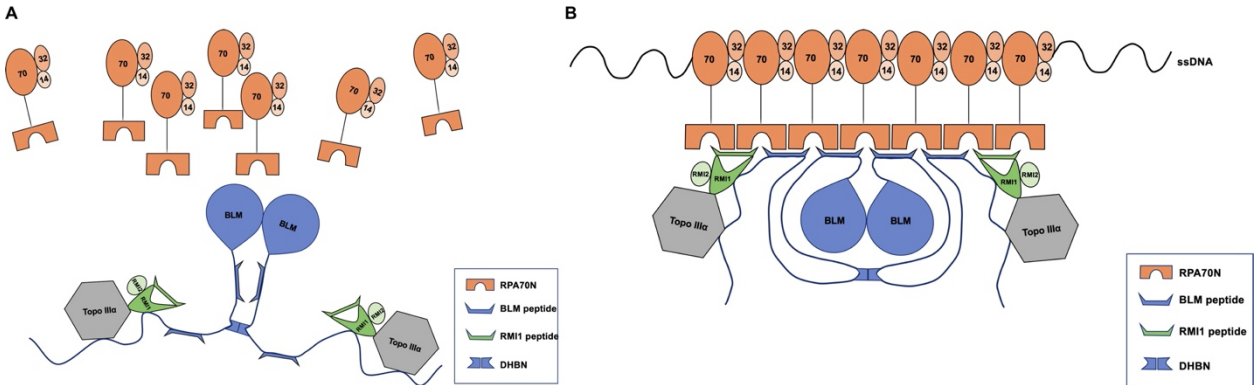 A
70
32
14
70
32
14
70
32
14
70
32
14
70
32
14
70
32
14
70
32
14
BLM
BLM
Topo IIIα
RMI2
RMI1
RMI1
RMI2
Topo IIIα
RPA70N
BLM peptide
RMI1 peptide
DHBN
B
70
32
14
70
32
14
70
32
14
70
32
14
70
32
14
70
32
14
70
32
14
ssDNA
RMI2
RMI1
Topo IIIα
BLM
BLM
RMI1
RMI2
Topo IIIα
RPA70N
BLM peptide
RMI1 peptide
DHBN